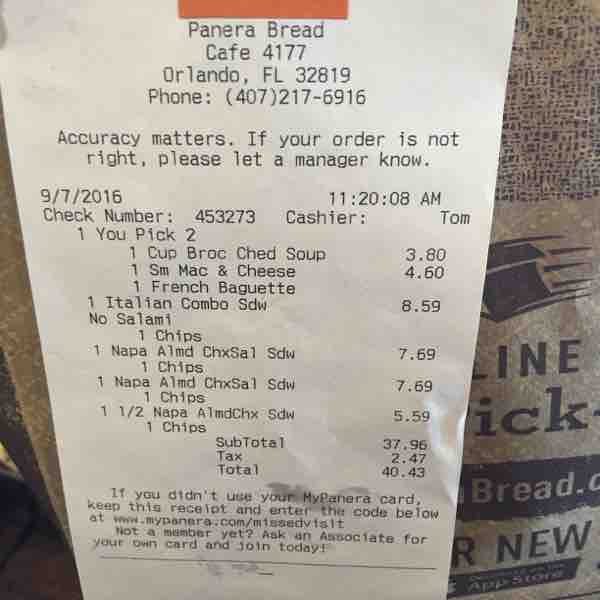 Panera Bread
Cafe 4177
Orlando, FL 32819
Phone: (407)217-6916
Accuracy matters. If your order is not
right, please let a manager know.
9/7/2016 11:20:08 AM
Check Number: 453273 Cashier: Tom
1 You Pick 2
1 Cup Broc Ched Soup 3.80
1 Sm Mac & Cheese 4.60
1 French Baguette
1 Italian Combo Sdw 8.59
No Salami
1 Chips
1 Napa Almd ChxSal Sdw 7.69
1 Chips
1 Napa Almd ChxSal Sdw 7.69
1 Chips
1 1/2 Napa AlmdChx Sdw 5.59
1 Chips
SubTotal 37.96
Tax 2.47
Total 40.43
If you didn't use your MyPanera card,
keep this receipt and enter the code below
at www.mypanera.com/missedvisit
Not a member yet? Ask an Associate for
your own card and join today!
LINE
ick-
Bread.c
R NEW
App Store